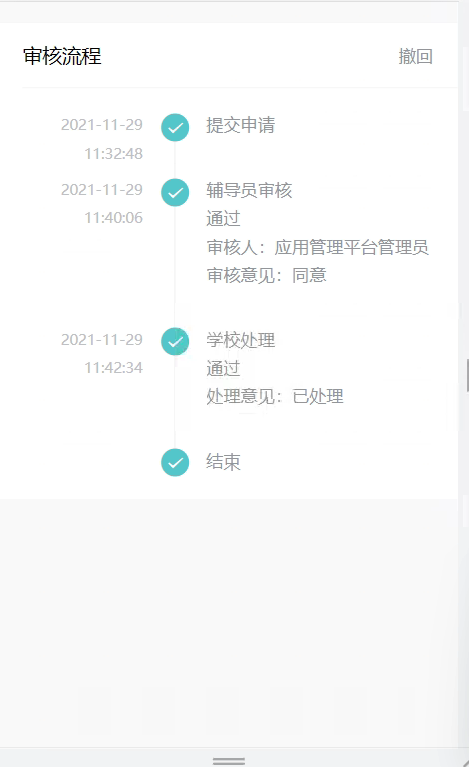 审核流程 撤回
2021-11-29 提交申请
11:32:48
2021-11-29 辅导员审核
11:40:06 通过
审核人：应用管理平台管理员
审核意见：同意
2021-11-29 学校处理
11:42:34 通过
处理意见：已处理
结束